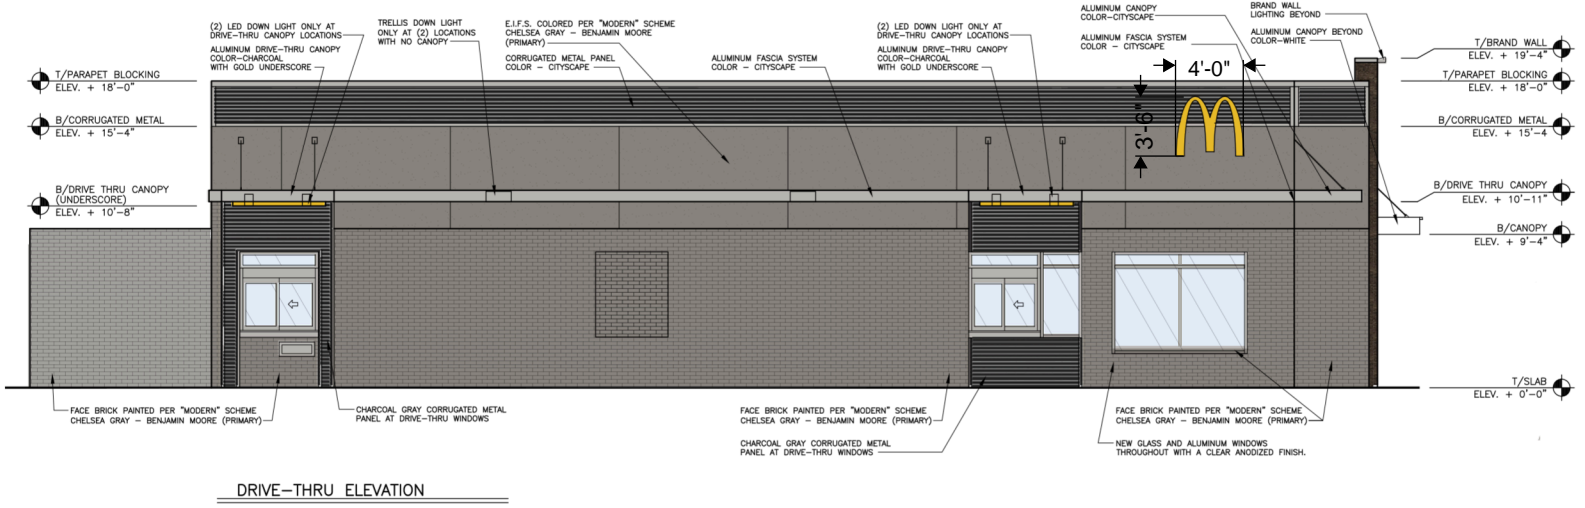 (2) LED DOWN LIGHT ONLY AT
DRIVE-THRU CANOPY LOCATIONS
ALUMINUM DRIVE-THRU CANOPY
COLOR-CHARCOAL
WITH GOLD UNDERSCORE
TRELLIS DOWN LIGHT
ONLY AT (2) LOCATIONS
WITH NO CANOPY
E.I.F.S. COLORED PER "MODERN" SCHEME
CHELSEA GRAY - BENJAMIN MOORE
(PRIMARY)
CORRUGATED METAL PANEL
COLOR - CITYSCAPE
ALUMINUM FASCIA SYSTEM
COLOR - CITYSCAPE
(2) LED DOWN LIGHT ONLY AT
DRIVE-THRU CANOPY LOCATIONS
ALUMINUM DRIVE-THRU CANOPY
COLOR-CHARCOAL
WITH GOLD UNDERSCORE
ALUMINUM CANOPY
COLOR-CITYSCAPE
ALUMINUM FASCIA SYSTEM
COLOR - CITYSCAPE
BRAND WALL
LIGHTING BEYOND
ALUMINUM CANOPY BEYOND
COLOR-WHITE
4'-0"
3'-6"
T/PARAPET BLOCKING
ELEV. + 18'-0"
B/CORRUGATED METAL
ELEV. + 15'-4"
B/DRIVE THRU CANOPY
(UNDERSCORE)
ELEV. + 10'-8"
T/BRAND WALL
ELEV. + 19'-4"
T/PARAPET BLOCKING
ELEV. + 18'-0"
B/CORRUGATED METAL
ELEV. + 15'-4
B/DRIVE THRU CANOPY
ELEV. + 10'-11"
B/CANOPY
ELEV. + 9'-4"
T/SLAB
ELEV. + 0'-0"
FACE BRICK PAINTED PER "MODERN" SCHEME
CHELSEA GRAY - BENJAMIN MOORE (PRIMARY)
CHARCOAL GRAY CORRUGATED METAL
PANEL AT DRIVE-THRU WINDOWS
FACE BRICK PAINTED PER "MODERN" SCHEME
CHELSEA GRAY - BENJAMIN MOORE (PRIMARY)
CHARCOAL GRAY CORRUGATED METAL
PANEL AT DRIVE-THRU WINDOWS
FACE BRICK PAINTED PER "MODERN" SCHEME
CHELSEA GRAY - BENJAMIN MOORE (PRIMARY)
NEW GLASS AND ALUMINUM WINDOWS
THROUGHOUT WITH A CLEAR ANODIZED FINISH.
DRIVE-THRU ELEVATION